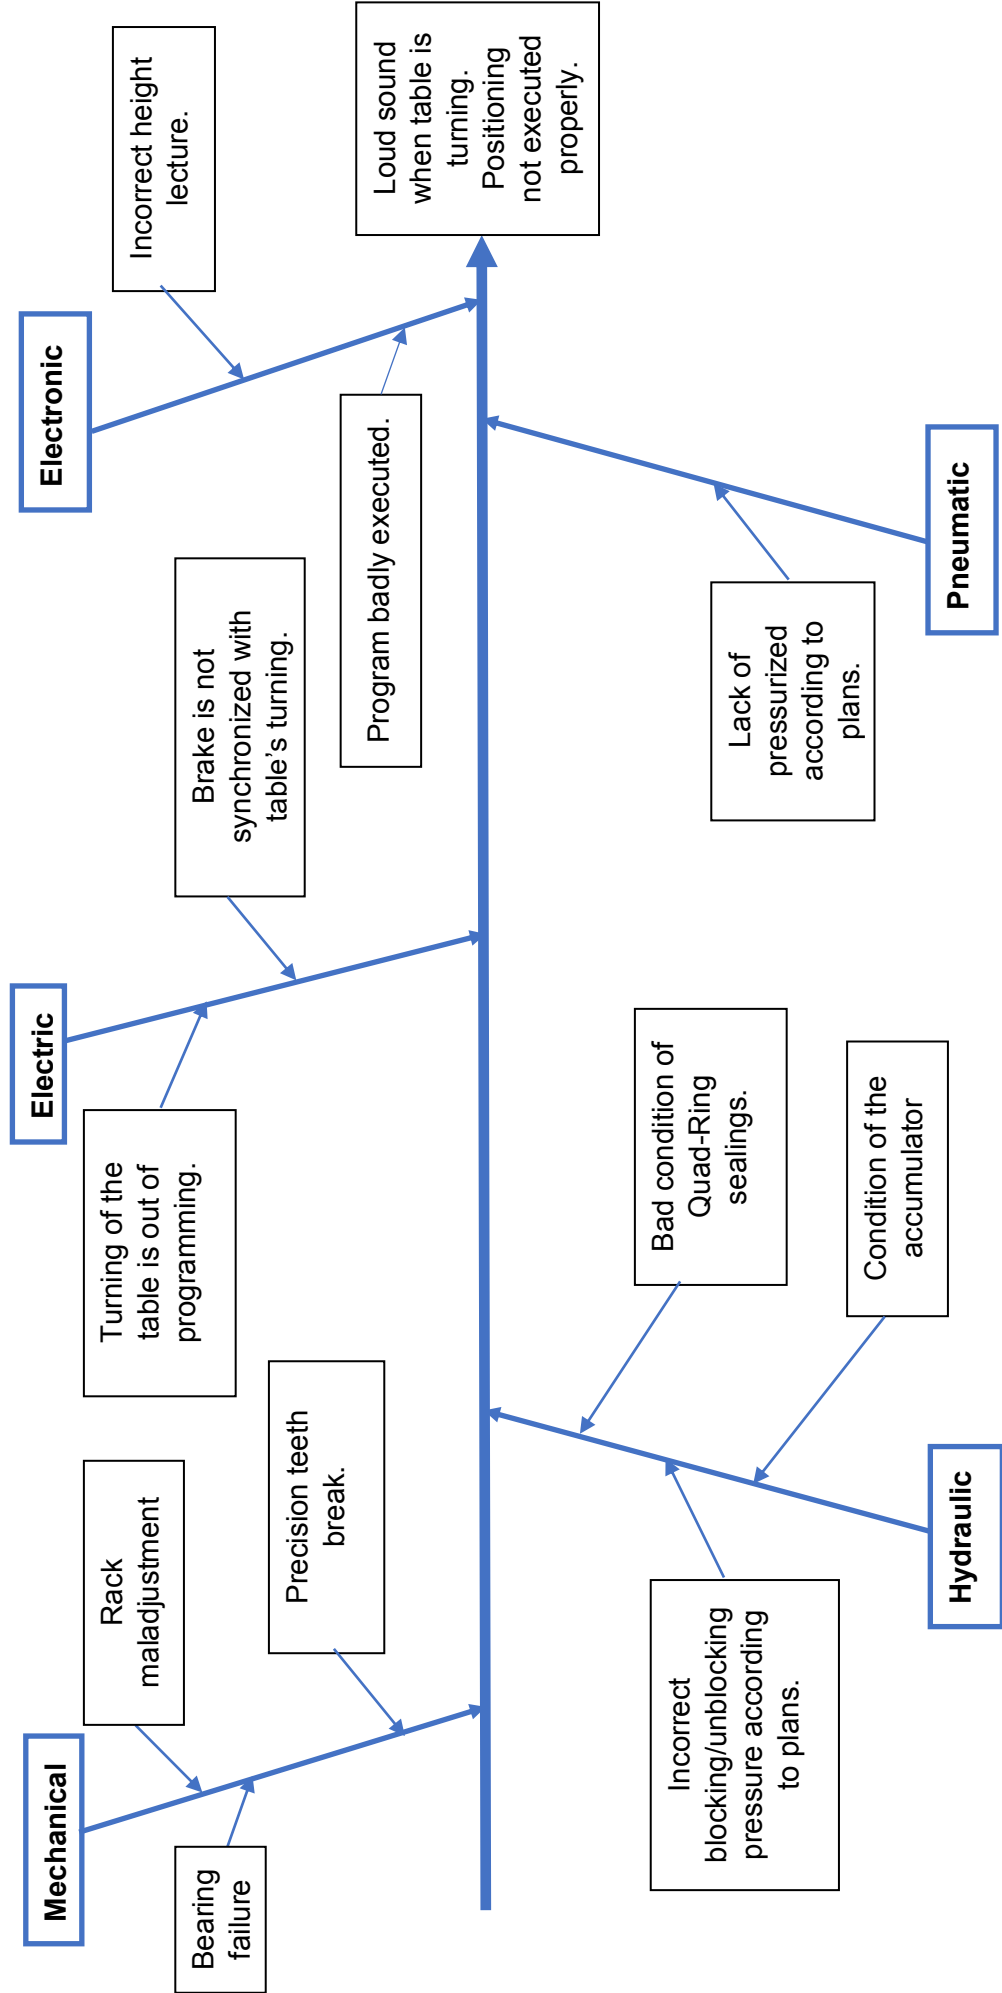 Mechanical
Electric
Electronic
Rack
maladjustment
Bearing
failure
Precision teeth
break.
Turning of the
table is out of
programming.
Brake is not
synchronized with
table’s turning.
Incorrect height
lecture.
Program badly executed.
Loud sound
when table is
turning.
Positioning
not executed
properly.
Incorrect
blocking/unblocking
pressure according
to plans.
Bad condition of
Quad-Ring
sealings.
Condition of the
accumulator
Lack of
pressurized
according to
plans.
Hydraulic
Pneumatic